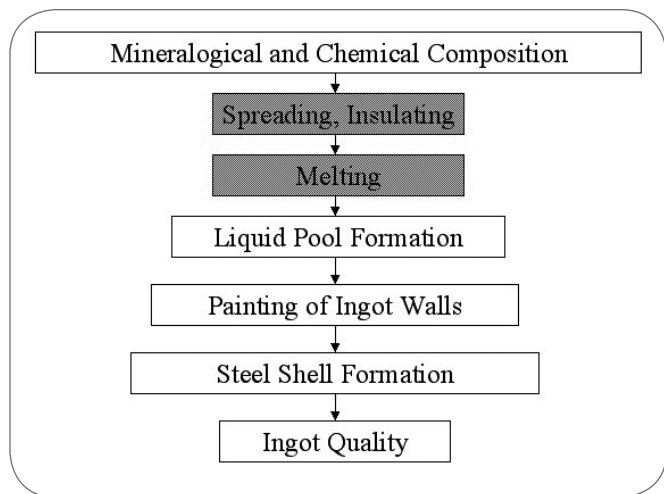 Mineralogical and Chemical Composition
Spreading, Insulating
Melting
Liquid Pool Formation
Painting of Ingot Walls
Steel Shell Formation
Ingot Quality